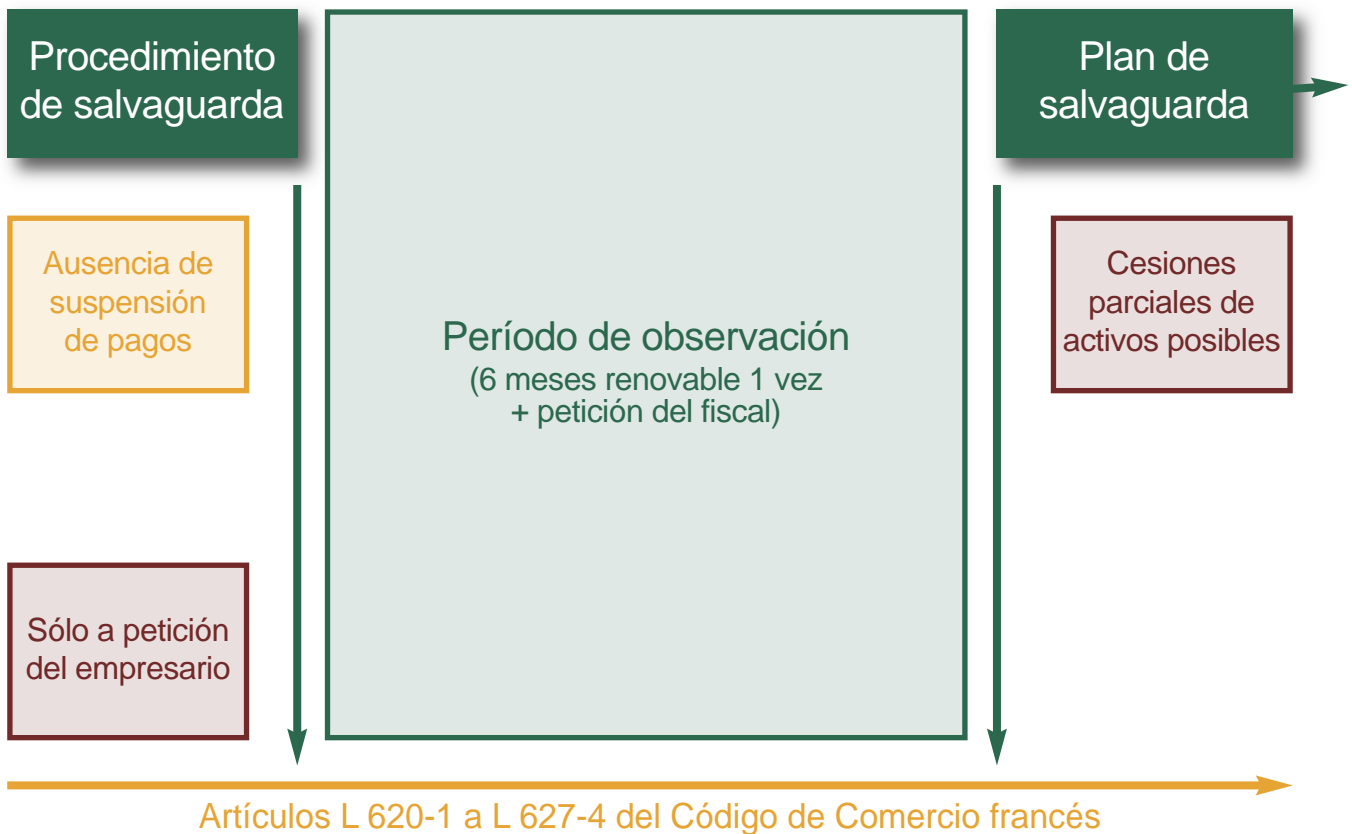 Procedimiento
de salvaguarda
Ausencia de
suspensión
de pagos
Sólo a petición
del empresario
Período de observación
(6 meses renovable 1 vez
+ petición del fiscal)
Plan de
salvaguarda
Cesiones
parciales de
activos posibles
Artículos L 620-1 a L 627-4 del Código de Comercio francés